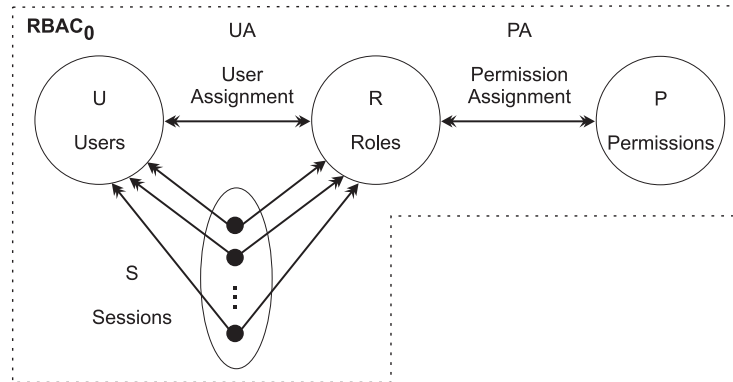 RBAC0
UA
PA
User
Assignment
Permission
Assignment
U
Users
R
Roles
P
Permissions
S
Sessions